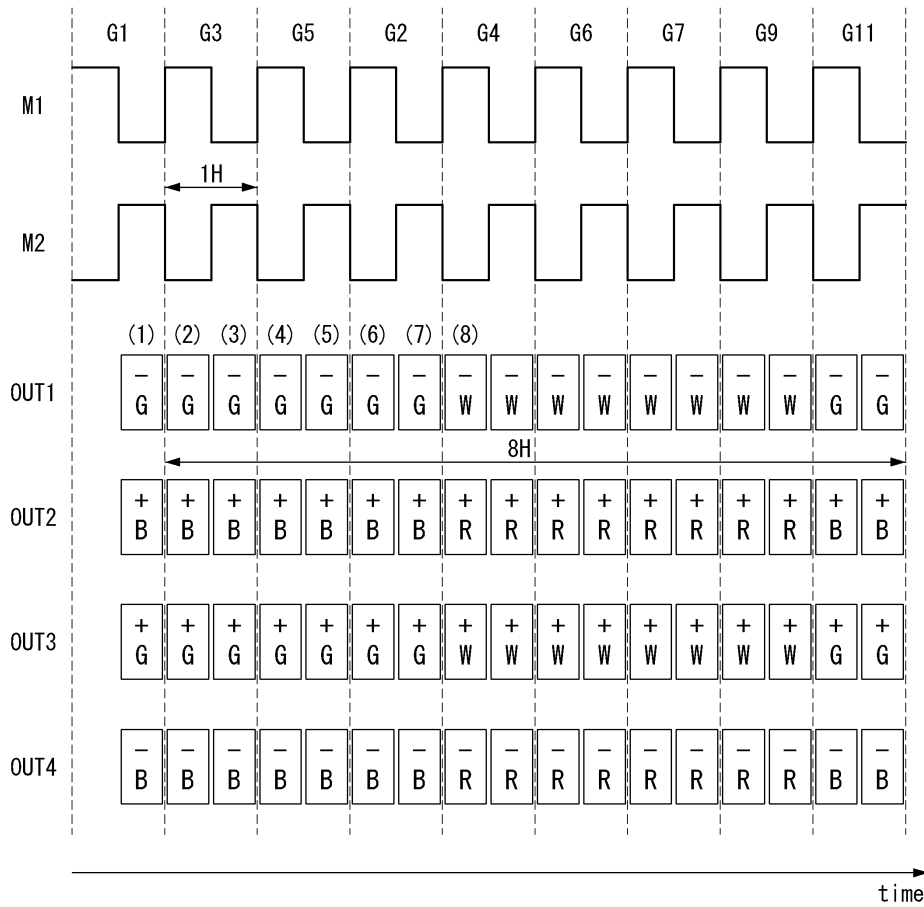 G1 G3 G5 G2 G4 G6 G7 G9 G11
M1
1H
M2
(1) (2) (3) (4) (5) (6) (7) (8)
− − − − − − − − − − − − − − − − −
OUT1
G G G G G G G W W W W W W W W G G
8H
+ + + + + + + + + + + + + + + + +
OUT2
B B B B B B B R R R R R R R R B B
+ + + + + + + + + + + + + + + + +
OUT3
G G G G G G G W W W W W W W W G G
− − − − − − − − − − − − − − − − −
OUT4
B B B B B B B R R R R R R R R B B
time